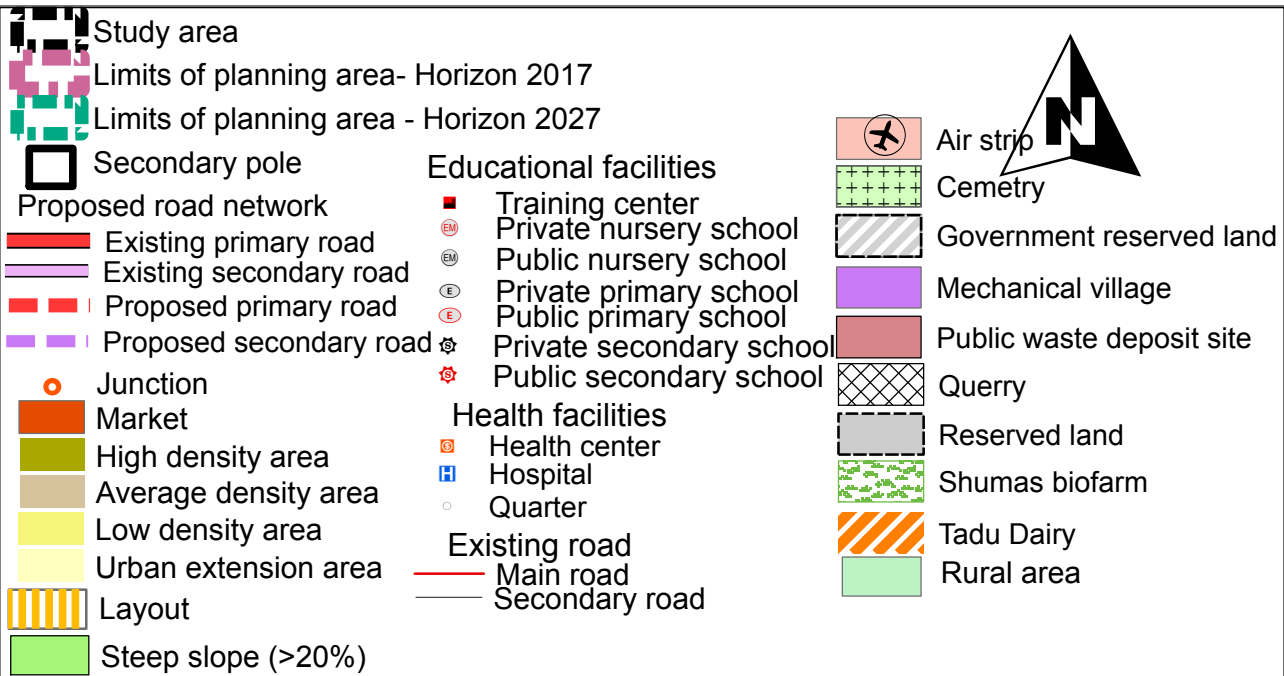 Study area
Limits of planning area- Horizon 2017
Limits of planning area - Horizon 2027
Secondary pole
Proposed road network
Existing primary road
Existing secondary road
Proposed primary road
Proposed secondary road
Junction
Market
High density area
Average density area
Low density area
Urban extension area
Layout
Steep slope (>20%)
Educational facilities
Training center
EM Private nursery school
EM Public nursery school
E Private primary school
E Public primary school
S Private secondary school
S Public secondary school
Health facilities
Health center
H Hospital
Quarter
Existing road
Main road
Secondary road
N
Air strip
Cemetry
Government reserved land
Mechanical village
Public waste deposit site
Querry
Reserved land
Shumas biofarm
Tadu Dairy
Rural area